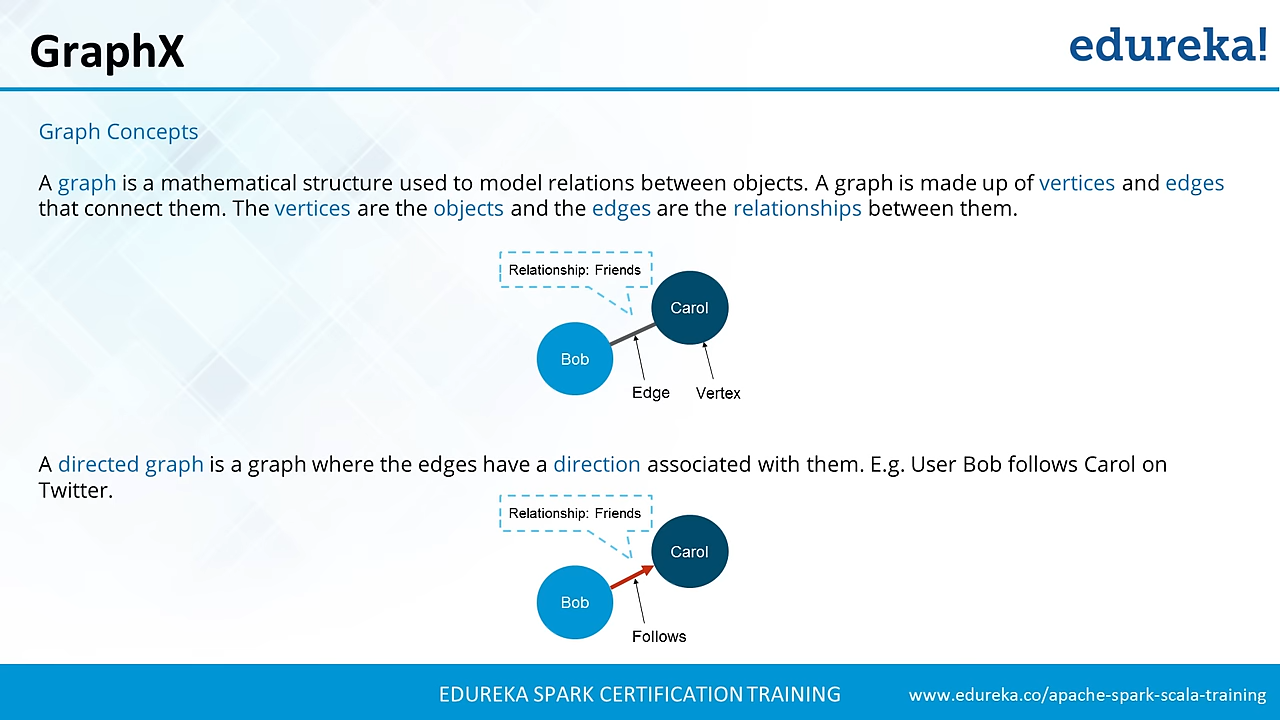 GraphX
edureka!
Graph Concepts
A graph is a mathematical structure used to model relations between objects. A graph is made up of vertices and edges
that connect them. The vertices are the objects and the edges are the relationships between them.
Relationship: Friends
Carol
Bob
Edge
Vertex
A directed graph is a graph where the edges have a direction associated with them. E.g. User Bob follows Carol on
Twitter.
Relationship: Friends
Carol
Bob
Follows
EDUREKA SPARK CERTIFICATION TRAINING
www.edureka.co/apache-spark-scala-training